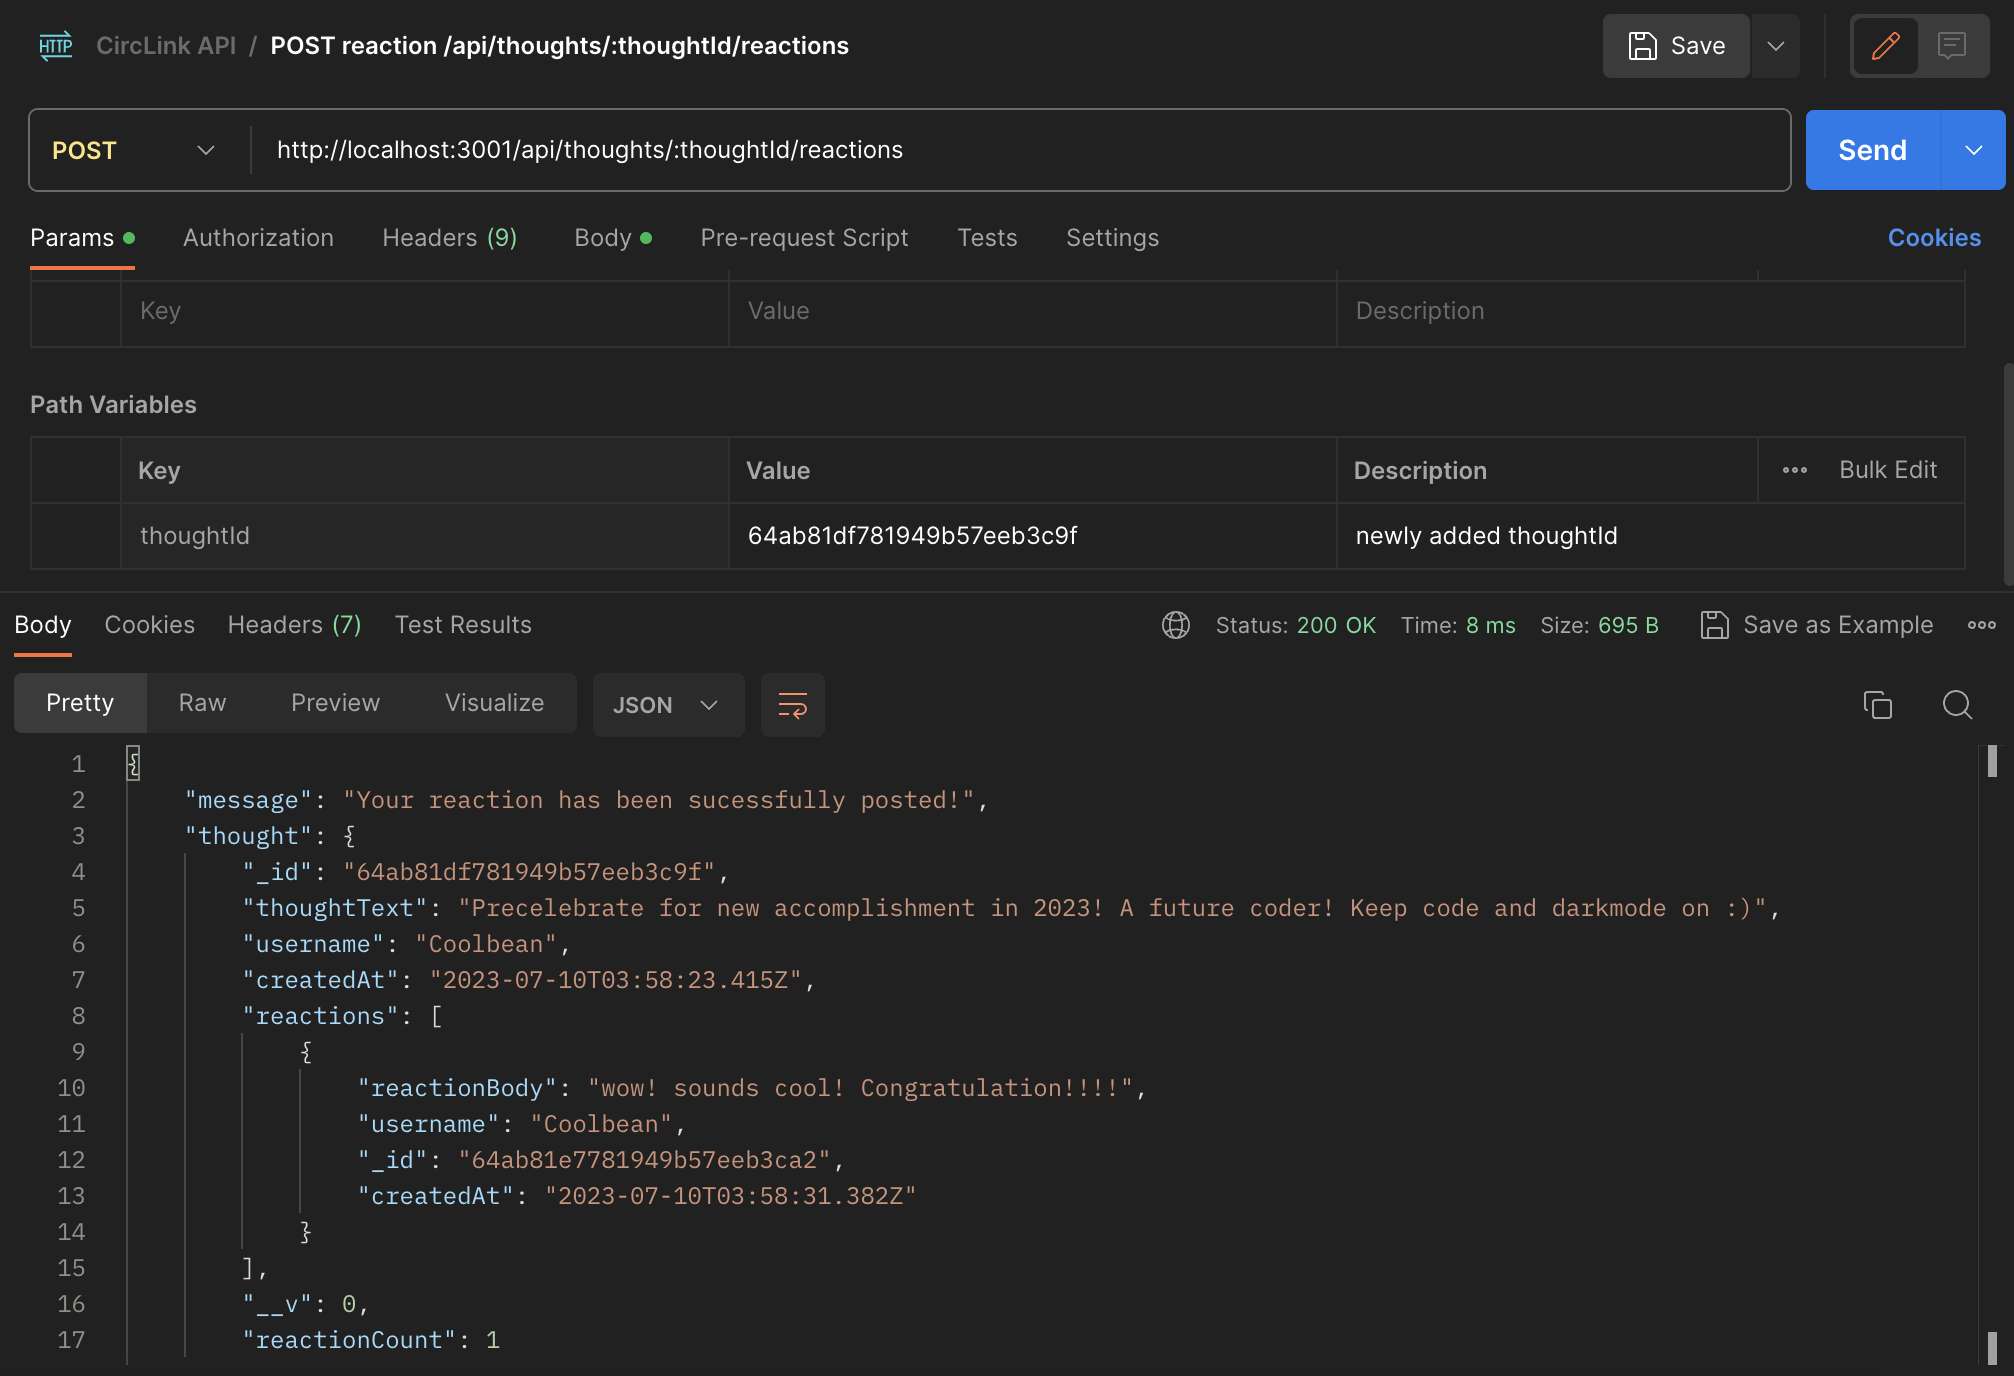 HTTP CircLink API / POST reaction /api/thoughts/:thoughtId/reactions Save
POST http://localhost:3001/api/thoughts/:thoughtId/reactions Send
Params Authorization Headers (9) Body Pre-request Script Tests Settings Cookies
Key Value Description
Path Variables
Key Value Description Bulk Edit
thoughtId 64ab81df781949b57eeb3c9f newly added thoughtId
Body Cookies Headers (7) Test Results Status: 200 OK Time: 8 ms Size: 695 B Save as Example
Pretty Raw Preview Visualize JSON
1 {
2 "message": "Your reaction has been sucessfully posted!",
3 "thought": {
4 "_id": "64ab81df781949b57eeb3c9f",
5 "thoughtText": "Precelebrate for new accomplishment in 2023! A future coder! Keep code and darkmode on :)",
6 "username": "Coolbean",
7 "createdAt": "2023-07-10T03:58:23.415Z",
8 "reactions": [
9 {
10 "reactionBody": "wow! sounds cool! Congratulation!!!!",
11 "username": "Coolbean",
12 "_id": "64ab81e7781949b57eeb3ca2",
13 "createdAt": "2023-07-10T03:58:31.382Z"
14 }
15 ],
16 "__v": 0,
17 "reactionCount": 1